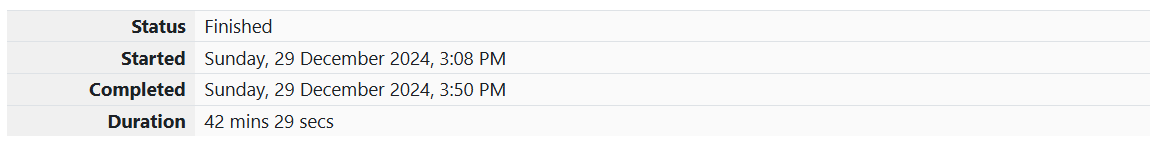 Status Finished
Started Sunday, 29 December 2024, 3:08 PM
Completed Sunday, 29 December 2024, 3:50 PM
Duration 42 mins 29 secs